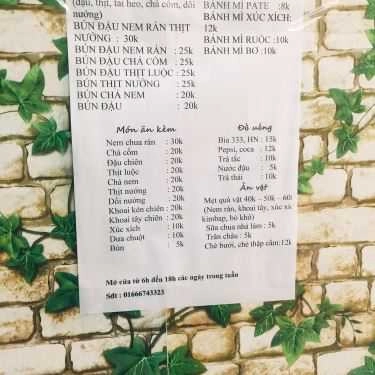 (đậu, thịt, tai heo, chả cốm, dồi
nướng)
BÚN ĐẬU NEM RÁN THỊT
NƯỚNG : 30k
BÚN ĐẬU NEM RÁN : 25k
BÚN ĐẬU CHẢ CỐM : 25k
BÚN ĐẬU THỊT LUỘC : 25k
BÚN THỊT NƯỚNG : 25k
BÚN CHẢ NEM : 20k
BÚN ĐẬU : 20k
BÁNH MÌ PATE :8k
BÁNH MÌ XÚC XÍCH:
12k
BÁNH MÌ RUỐC :10k
BÁNH MÌ BƠ :10k
Món ăn kèm
Nem chua rán : 30k
Chả cốm : 20k
Đậu chiên : 20k
Thịt luộc : 20k
Chả nem : 20k
Thịt nướng : 20k
Dồi nướng : 20k
Khoai kén chiên : 20k
Khoai tây chiên : 20k
Xúc xích : 10k
Dưa chuột : 10k
Bún : 5k
Đồ uống
Bia 333, HN : 15k
Pepsi, coca : 12k
Trà tắc : 10k
Nước đậu : 5k
Trà thái : 10k
Ăn vặt
Mẹt quà vặt 40k – 50k – 60k
(Nem rán, khoai tây, xúc xí
kimbap, bò khô)
Sữa chua nhà làm : 5k
Trân châu : 5k
Chè bưởi, chè thập cẩm:12k
Mở cửa từ 6h đến 18h các ngày trong tuần
Sđt : 01666743323